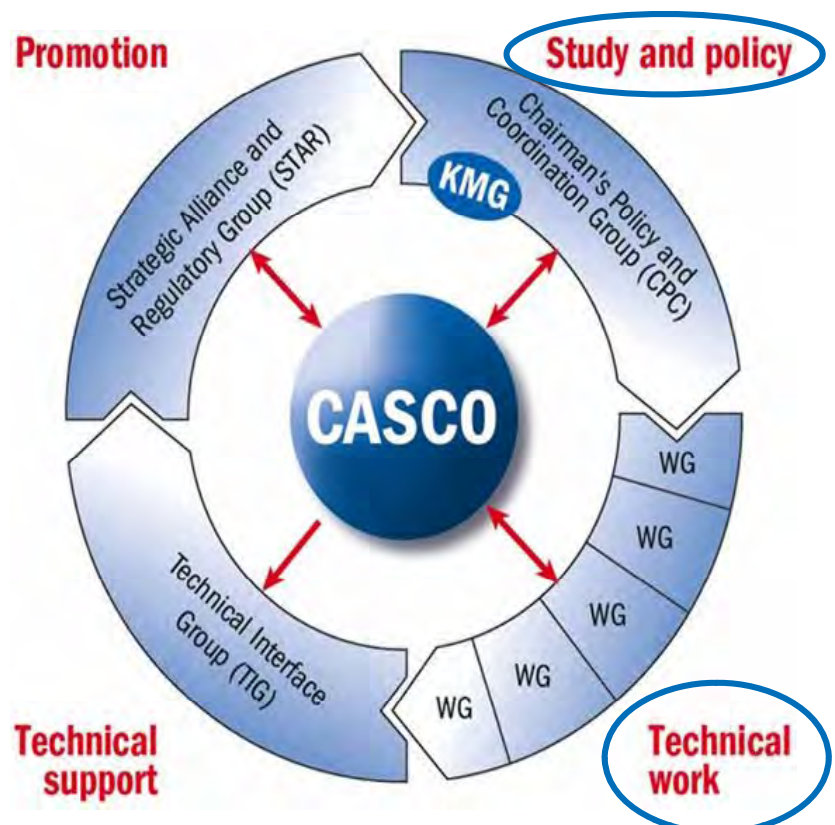 Promotion
Study and policy
Strategic Alliance and
Regulatory Group (STAR)
Chairman's Policy and
Coordination Group (CPC)
KMG
CASCO
WG
WG
WG
WG
WG
Technical Interface
Group (TIG)
Technical
support
Technical
work